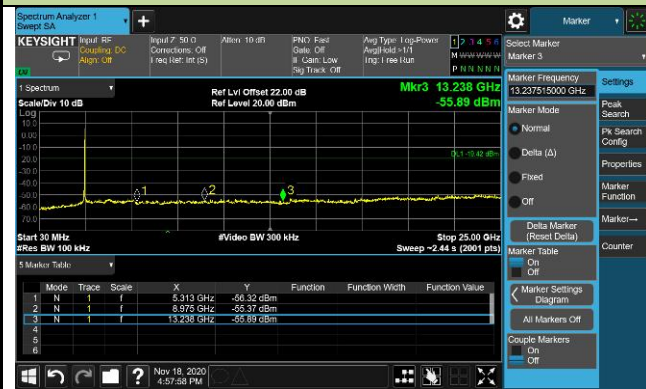 Spectrum Analyzer 1
Swept SA
Marker
KEYSIGHT
Input: RF
Coupling: DC
Align: Off
Input Z: 50 Ω
Corrections: Off
Freq Ref: Int (S)
Atten: 10 dB
PNO: Fast
Gate: Off
IF Gain: Low
Sig Track: Off
Avg Type: Log-Power
Avg|Hold:>1/1
Trig: Free Run
1 2 3 4 5 6
M W W W W W
P N N N N N
Select Marker
Marker 3
1 Spectrum
Scale/Div 10 dB
Ref Lvl Offset 22.00 dB
Ref Level 20.00 dBm
Mkr3 13.238 GHz
-55.89 dBm
Log
10.0
0.00
-10.0
-20.0
-30.0
-40.0
-50.0
-60.0
-70.0
1
2
3
Start 30 MHz
#Res BW 100 kHz
#Video BW 300 kHz
Stop 25.00 GHz
Sweep ~2.44 s (2001 pts)
Marker Frequency
13.237515000 GHz
Marker Mode
Normal
Delta (Δ)
Fixed
Off
Delta Marker
(Reset Delta)
Marker Table
On
Off
Marker Settings
Diagram
All Markers Off
Couple Markers
On
Off
Settings
Peak
Search
Pk Search
Config
Properties
Marker
Function
Marker→
Counter
5 Marker Table
Mode Trace Scale X Y Function Function Width Function Value
1 N 1 f 5.313 GHz -56.32 dBm
2 N 1 f 8.975 GHz -55.37 dBm
3 N 1 f 13.238 GHz -55.89 dBm
4
5
6
?
Nov 18, 2020
4:57:58 PM